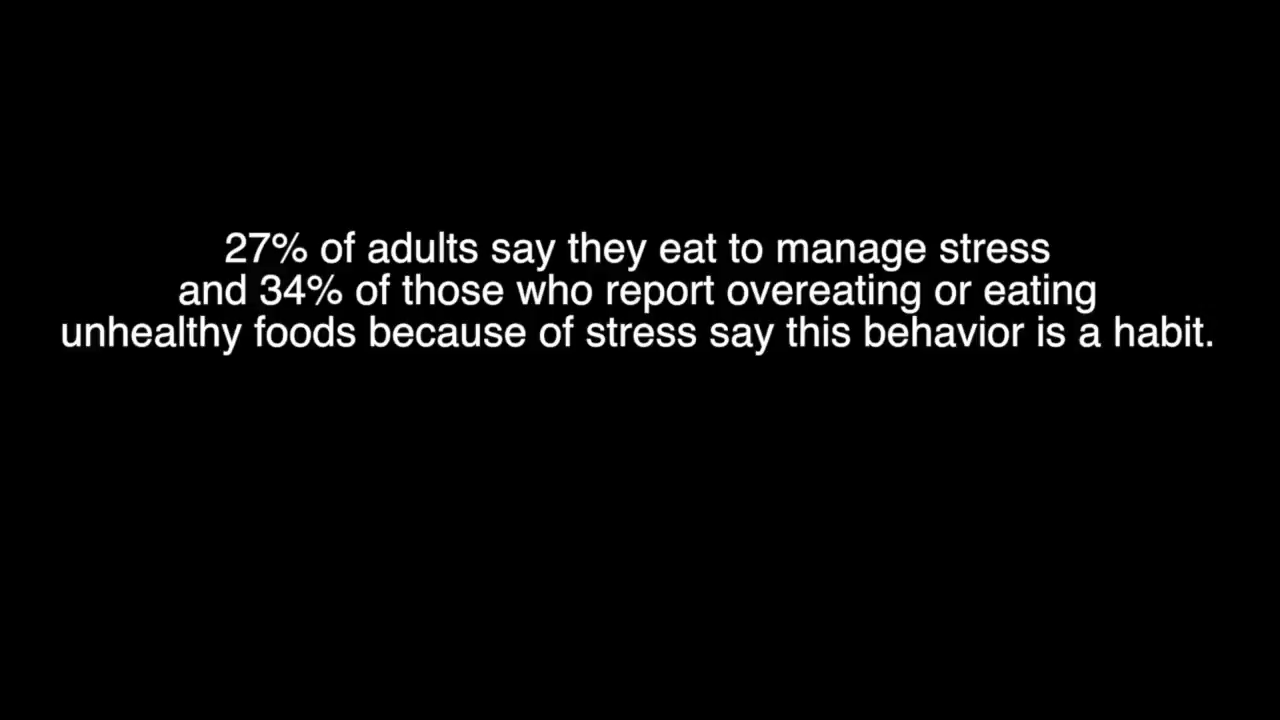 27% of adults say they eat to manage stress
and 34% of those who report overeating or eating
unhealthy foods because of stress say this behavior is a habit.